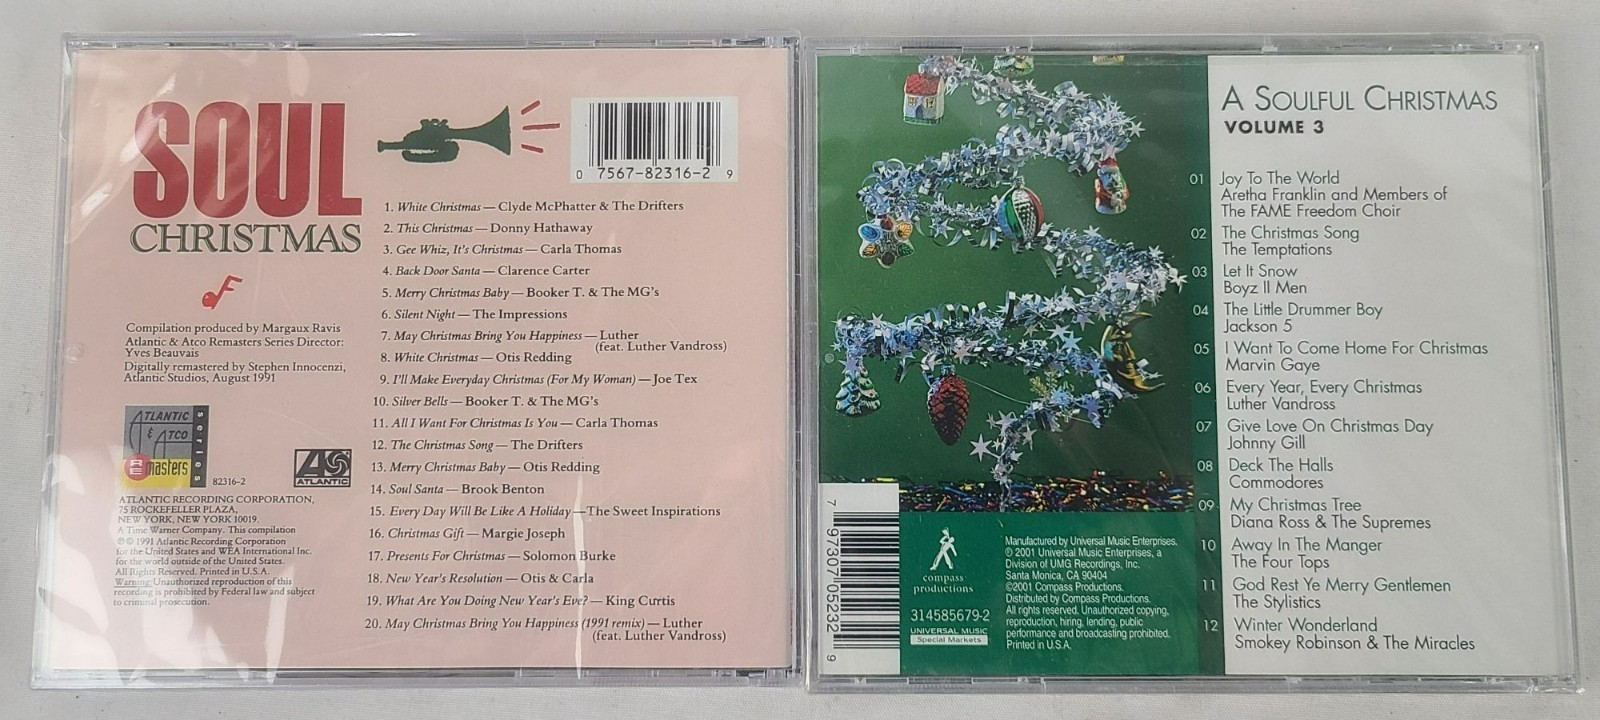 SOUL
CHRISTMAS
0 7567-82316-2 9
1. White Christmas — Clyde McPhatter & The Drifters
2. This Christmas — Donny Hathaway
3. Gee Whiz, It's Christmas — Carla Thomas
4. Back Door Santa — Clarence Carter
5. Merry Christmas Baby — Booker T. & The MG's
6. Silent Night — The Impressions
7. May Christmas Bring You Happiness — Luther
(feat. Luther Vandross)
8. White Christmas — Otis Redding
9. I'll Make Everyday Christmas (For My Woman) — Joe Tex
10. Silver Bells — Booker T. & The MG's
11. All I Want For Christmas Is You — Carla Thomas
12. The Christmas Song — The Drifters
13. Merry Christmas Baby — Otis Redding
14. Soul Santa — Brook Benton
15. Every Day Will Be Like A Holiday — The Sweet Inspirations
16. Christmas Gift — Margie Joseph
17. Presents For Christmas — Solomon Burke
18. New Year's Resolution — Otis & Carla
19. What Are You Doing New Year's Eve? — King Curtis
20. May Christmas Bring You Happiness (1991 remix) — Luther
(feat. Luther Vandross)
Compilation produced by Margaux Ravis
Atlantic & Atco Remasters Series Director:
Yves Beauvais
Digitally remastered by Stephen Innocenzi,
Atlantic Studios, August 1991
ATLANTIC
& ATCO
REmasters
series
82316-2
ATLANTIC
ATLANTIC RECORDING CORPORATION,
75 ROCKEFELLER PLAZA,
NEW YORK, NEW YORK 10019.
A Time Warner Company. This compilation
℗© 1991 Atlantic Recording Corporation
for the United States and WEA International Inc.
for the world outside of the United States.
All Rights Reserved. Printed in U.S.A.
Warning: Unauthorized reproduction of this
recording is prohibited by Federal law and subject
to criminal prosecution.
A SOULFUL CHRISTMAS
VOLUME 3
01 Joy To The World
Aretha Franklin and Members of
The FAME Freedom Choir
02 The Christmas Song
The Temptations
03 Let It Snow
Boyz II Men
04 The Little Drummer Boy
Jackson 5
05 I Want To Come Home For Christmas
Marvin Gaye
06 Every Year, Every Christmas
Luther Vandross
07 Give Love On Christmas Day
Johnny Gill
08 Deck The Halls
Commodores
09 My Christmas Tree
Diana Ross & The Supremes
10 Away In The Manger
The Four Tops
11 God Rest Ye Merry Gentlemen
The Stylistics
12 Winter Wonderland
Smokey Robinson & The Miracles
7 97307 05232 9
compass
productions
314585679-2
UNIVERSAL MUSIC
Special Markets
Manufactured by Universal Music Enterprises.
℗ 2001 Universal Music Enterprises, a
Division of UMG Recordings, Inc.
Santa Monica, CA 90404
©2001 Compass Productions.
Distributed by Compass Productions.
All rights reserved. Unauthorized copying,
reproduction, hiring, lending, public
performance and broadcasting prohibited.
Printed in U.S.A.